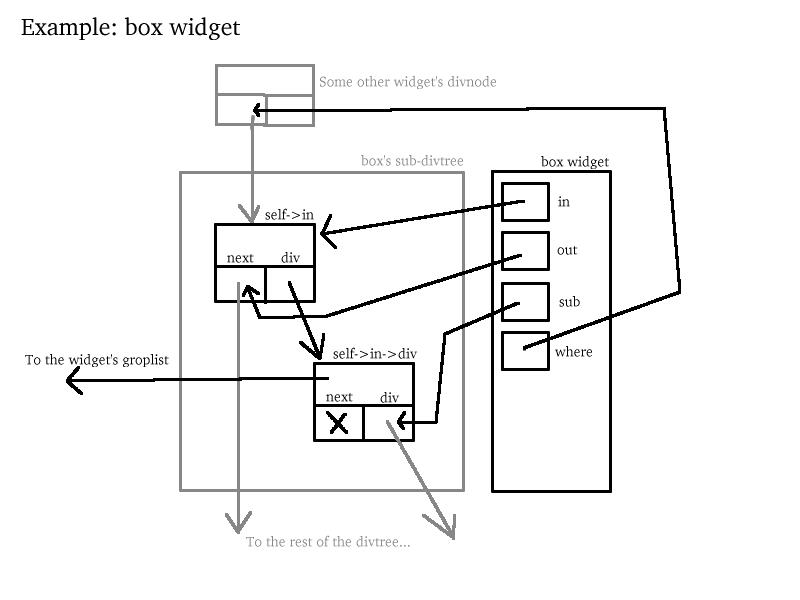 Example: box widget
Some other widget's divnode
box's sub-divtree
box widget
self->in
in
next div
out
sub
self->in->div
where
To the widget's groplist
next div
To the rest of the divtree...